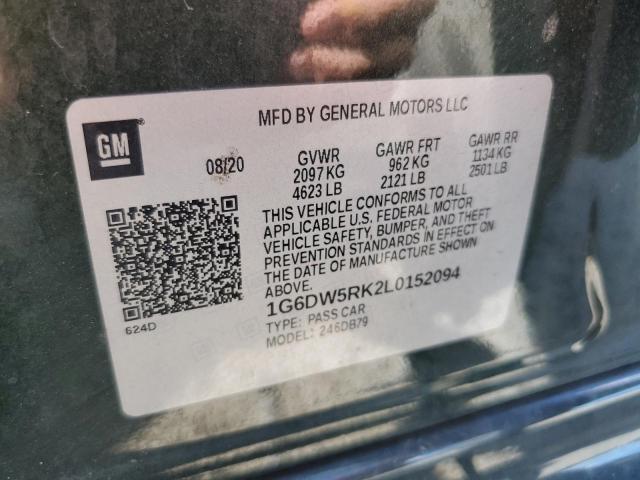 MFD BY GENERAL MOTORS LLC
GM
08/20
GVWR GAWR FRT GAWR RR
2097 KG 962 KG 1134 KG
4623 LB 2121 LB 2501 LB
THIS VEHICLE CONFORMS TO ALL
APPLICABLE U.S. FEDERAL MOTOR
VEHICLE SAFETY, BUMPER, AND THEFT
PREVENTION STANDARDS IN EFFECT ON
THE DATE OF MANUFACTURE SHOWN
ABOVE.
1G6DW5RK2L0152094
TYPE: PASS CAR
MODEL: 246DB79
624D